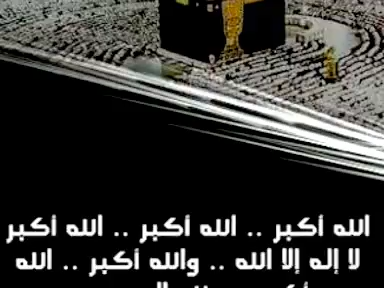 الله أكبر .. الله أكبر .. الله أكبر
لا إله إلا الله .. والله أكبر .. الله